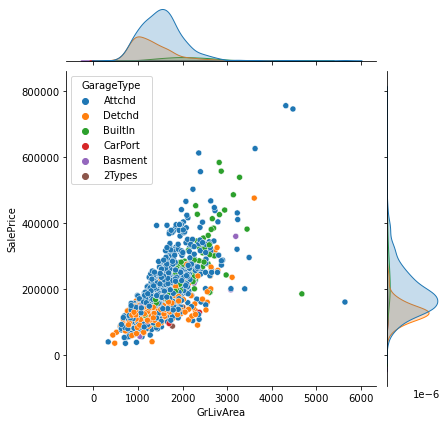 GarageType
Attchd
Detchd
BuiltIn
CarPort
Basment
2Types
800000
600000
400000
200000
0
SalePrice
0 1000 2000 3000 4000 5000 6000
GrLivArea
1e−6